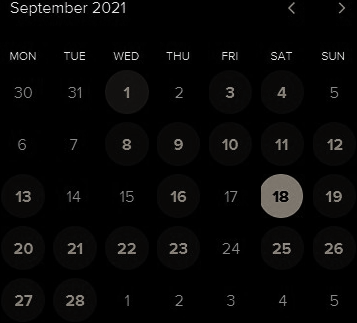 September 2021
MON TUE WED THU FRI SAT SUN
30 31 1 2 3 4 5
6 7 8 9 10 11 12
13 14 15 16 17 18 19
20 21 22 23 24 25 26
27 28 1 2 3 4 5